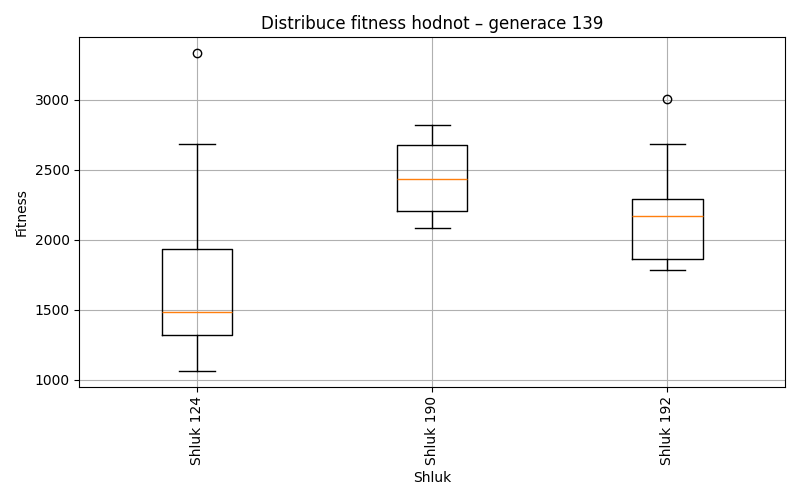 Distribuce fitness hodnot – generace 139
Fitness
3000
2500
2000
1500
1000
Shluk 124
Shluk 190
Shluk 192
Shluk